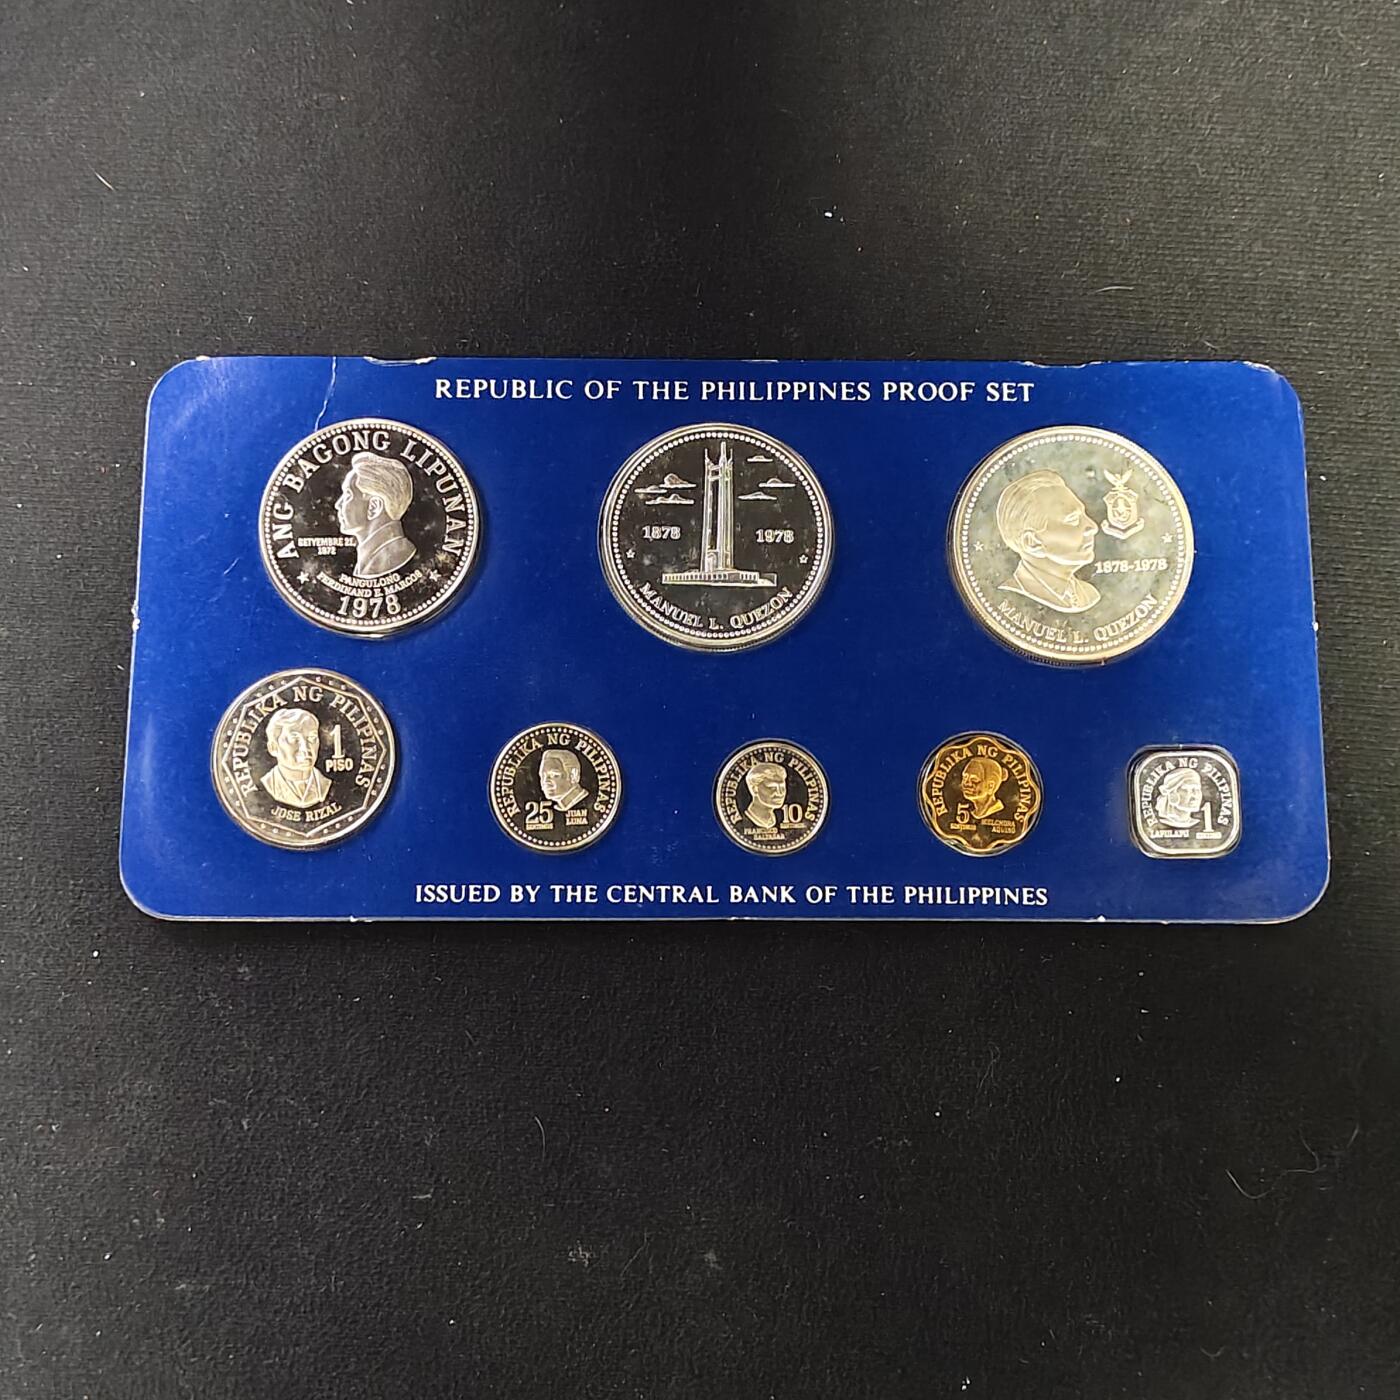 REPUBLIC OF THE PHILIPPINES PROOF SET
ANG BAGONG LIPUNAN
SETYEMBRE 21,
1972
PANGULONG
FERDINAND E. MARCOS
1978
1878 1978
MANUEL L. QUEZON
1878-1978
MANUEL L. QUEZON
REPUBLIKA NG PILIPINAS
1
PISO
JOSE RIZAL
REPUBLIKA NG PILIPINAS
25
JUAN
LUNA
REPUBLIKA NG PILIPINAS
10
REPUBLIKA NG PILIPINAS
5
MELCHORA
AQUINO
REPUBLIKA NG PILIPINAS
LAPULAPU
1
ISSUED BY THE CENTRAL BANK OF THE PHILIPPINES